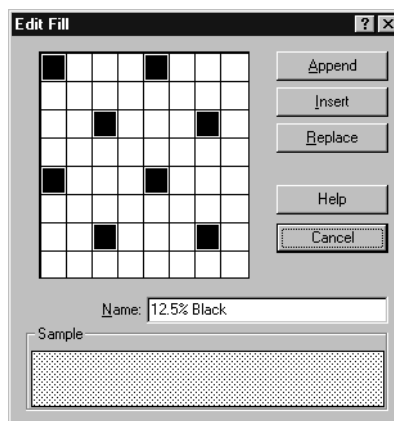 Edit Fill
Append
Insert
Replace
Help
Cancel
Name: 12.5% Black
Sample